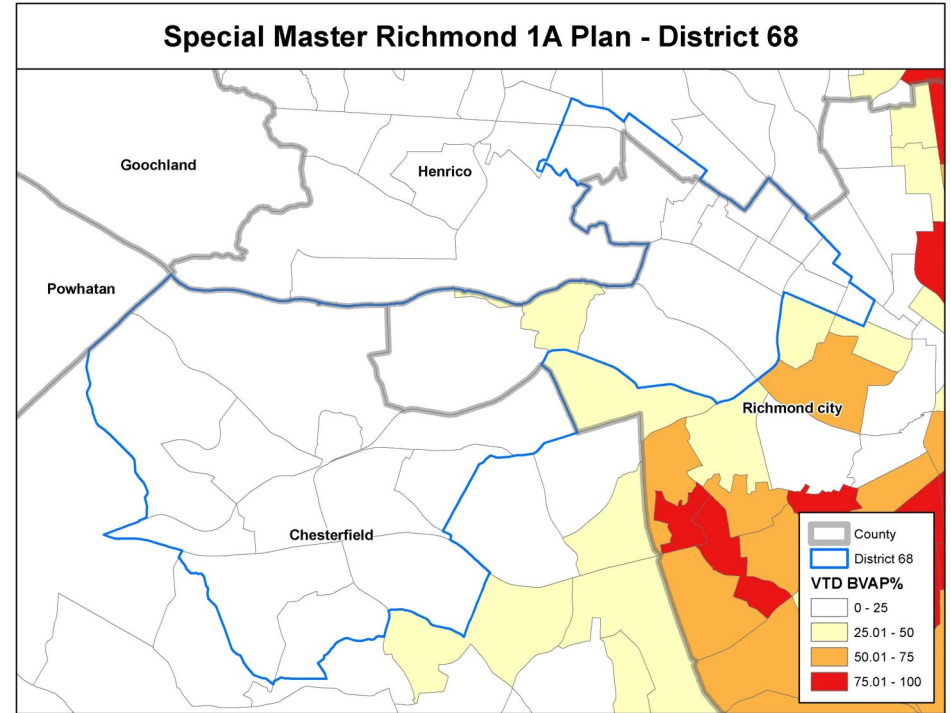 Special Master Richmond 1A Plan - District 68
Goochland
Henrico
Powhatan
Richmond city
Chesterfield
County
District 68
VTD BVAP%
0 - 25
25.01 - 50
50.01 - 75
75.01 - 100